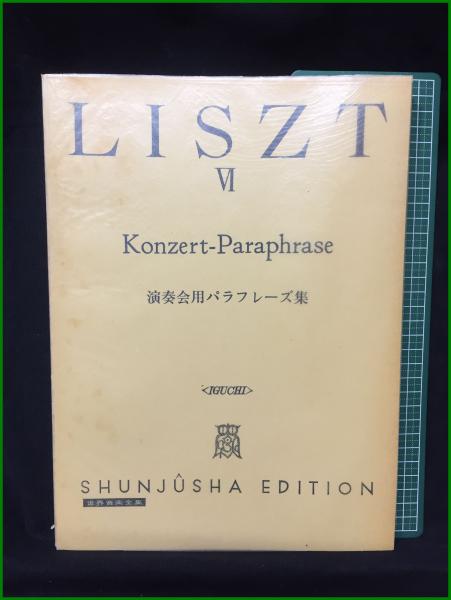 LISZT
VI
Konzert-Paraphrase
演奏会用パラフレーズ集
<IGUCHI>
SHUNJÛSHA EDITION
世界音楽全集